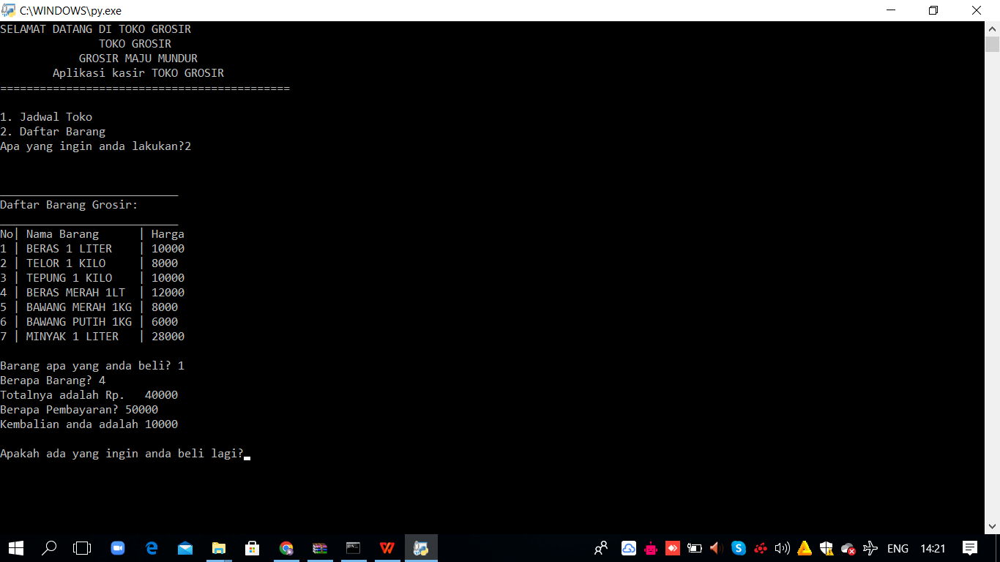 C:\WINDOWS\py.exe
SELAMAT DATANG DI TOKO GROSIR
TOKO GROSIR
GROSIR MAJU MUNDUR
Aplikasi kasir TOKO GROSIR
============================================
1. Jadwal Toko
2. Daftar Barang
Apa yang ingin anda lakukan?2
___________________________
Daftar Barang Grosir:
___________________________
No| Nama Barang      | Harga
1 | BERAS 1 LITER    | 10000
2 | TELOR 1 KILO     | 8000
3 | TEPUNG 1 KILO    | 10000
4 | BERAS MERAH 1LT  | 12000
5 | BAWANG MERAH 1KG | 8000
6 | BAWANG PUTIH 1KG | 6000
7 | MINYAK 1 LITER   | 28000
Barang apa yang anda beli? 1
Berapa Barang? 4
Totalnya adalah Rp.   40000
Berapa Pembayaran? 50000
Kembalian anda adalah 10000
Apakah ada yang ingin anda beli lagi?
ENG 14:21